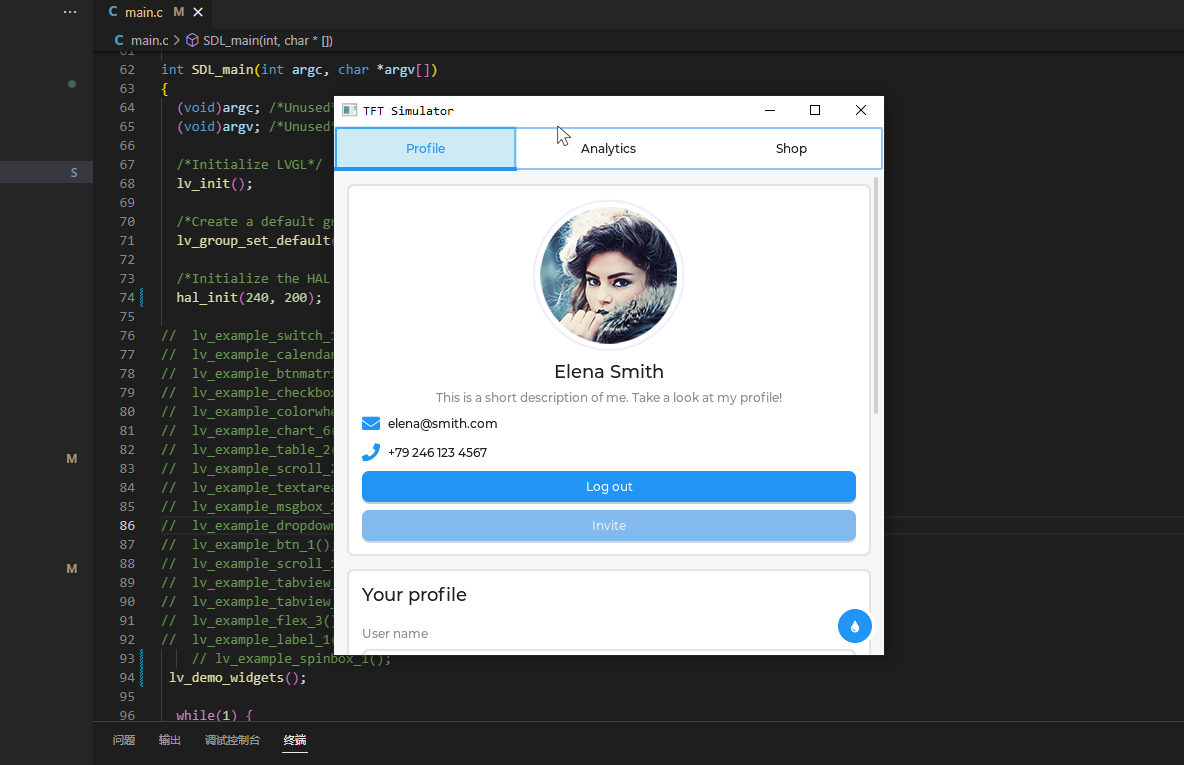 main.c M
main.c > SDL_main(int, char * [])
61
62 int SDL_main(int argc, char *argv[])
63 {
64 (void)argc; /*Unused*
65 (void)argv; /*Unused*
66
67 /*Initialize LVGL*/
68 lv_init();
69
70 /*Create a default gr
71 lv_group_set_default(
72
73 /*Initialize the HAL
74 hal_init(240, 200);
75
76 // lv_example_switch_1
77 // lv_example_calendar
78 // lv_example_btnmatri
79 // lv_example_checkbox
80 // lv_example_colorwhe
81 // lv_example_chart_6(
82 // lv_example_table_2(
83 // lv_example_scroll_2
84 // lv_example_textarea
85 // lv_example_msgbox_1
86 // lv_example_dropdown
87 // lv_example_btn_1();
88 // lv_example_scroll_1
89 // lv_example_tabview_
90 // lv_example_tabview_
91 // lv_example_flex_3()
92 // lv_example_label_1(
93 // lv_example_spinbox_1();
94 lv_demo_widgets();
95
96 while(1) {
S
M
M
TFT Simulator
Profile Analytics Shop
Elena Smith
This is a short description of me. Take a look at my profile!
elena@smith.com
+79 246 123 4567
Log out
Invite
Your profile
User name
问题 输出 调试控制台 终端